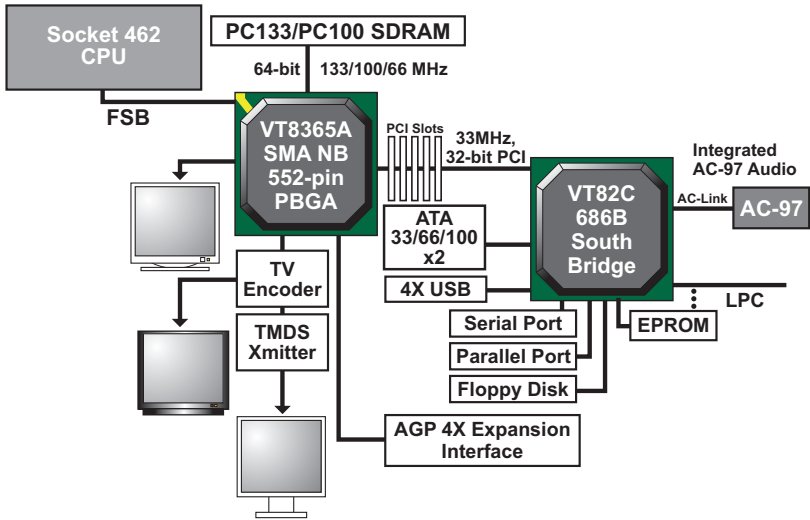 Socket 462
CPU
PC133/PC100 SDRAM
64-bit
133/100/66 MHz
FSB
VT8365A
SMA NB
552-pin
PBGA
PCI Slots
33MHz,
32-bit PCI
VT82C
686B
South
Bridge
Integrated
AC-97 Audio
AC-Link
AC-97
ATA
33/66/100
x2
4X USB
LPC
TV
Encoder
Serial Port
EPROM
TMDS
Xmitter
Parallel Port
Floppy Disk
AGP 4X Expansion
Interface